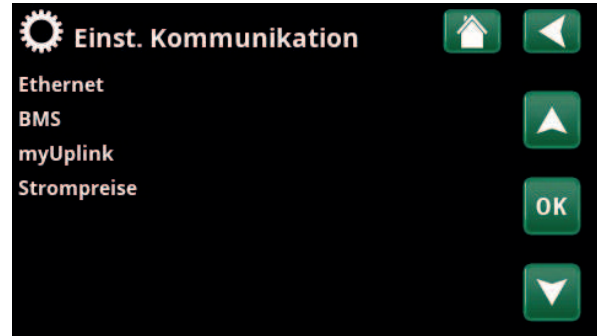 Einst. Kommunikation
Ethernet
BMS
myUplink
Strompreise
OK